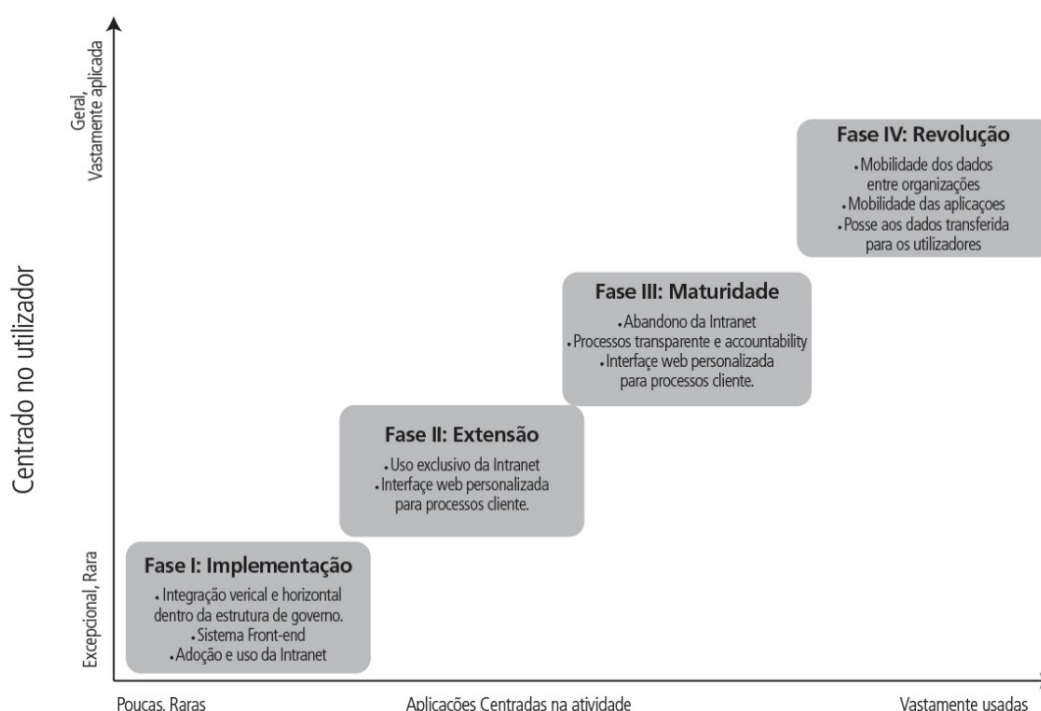 Geral,
Vastamente aplicada
Centrado no utilizador
Excepcional, Rara
Fase IV: Revolução
• Mobilidade dos dados
entre organizações
• Mobilidade das aplicaçoes
• Posse aos dados transferida
para os utilizadores
Fase III: Maturidade
• Abandono da Intranet
• Processos transparente e accountability
• Interfaçe web personalizada
para processos cliente.
Fase II: Extensão
• Uso exclusivo da Intranet
• Interfaçe web personalizada
para processos cliente.
Fase I: Implementação
• Integração verical e horizontal
dentro da estrutura de governo.
• Sistema Front-end
• Adoção e uso da Intranet
Poucas, Raras
Aplicações Centradas na atividade
Vastamente usadas